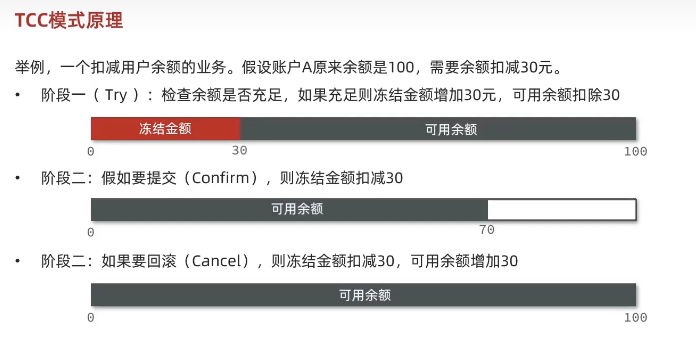 TCC模式原理
举例，一个扣减用户余额的业务。假设账户A原来余额是100，需要余额扣减30元。
• 阶段一（ Try ）：检查余额是否充足，如果充足则冻结金额增加30元，可用余额扣除30
冻结金额 可用余额
0 30 100
• 阶段二：假如要提交（Confirm），则冻结金额扣减30
可用余额
0 70
• 阶段二：如果要回滚（Cancel），则冻结金额扣减30，可用余额增加30
可用余额
0 100